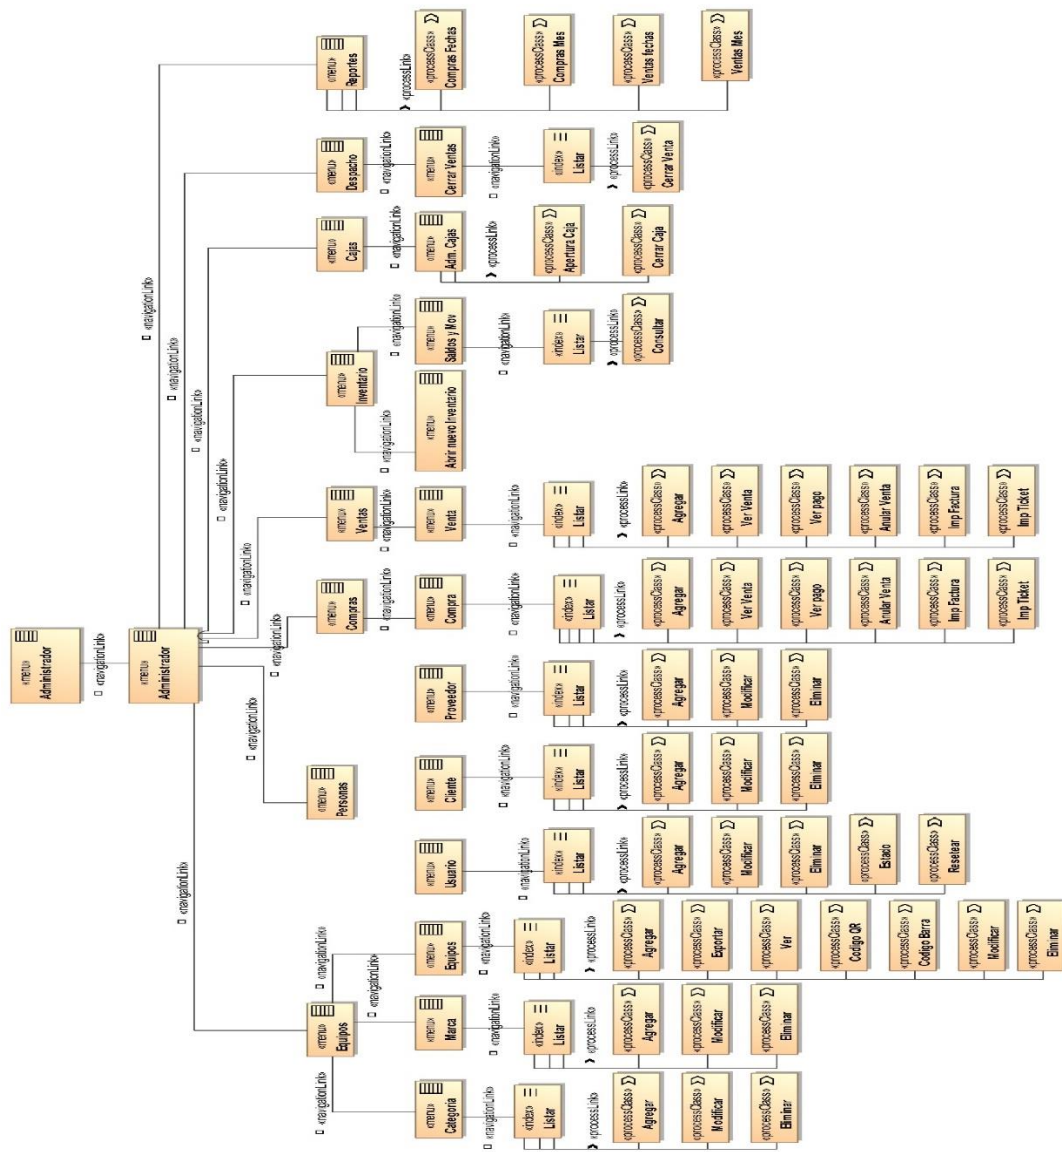 «menu»
Administrador
«navigationLink»
«menu»
Administrador
«navigationLink»
«navigationLink»
«navigationLink»
«navigationLink»
«navigationLink»
«navigationLink»
«navigationLink»
«navigationLink»
«menu»
Equipos
«navigationLink»
«navigationLink»
«navigationLink»
«menu»
Categoria
«navigationLink»
«index»
Listar
«processLink»
«processClass»
Agregar
«processClass»
Modificar
«processClass»
Eliminar
«menu»
Marca
«navigationLink»
«index»
Listar
«processLink»
«processClass»
Agregar
«processClass»
Modificar
«processClass»
Eliminar
«menu»
Equipos
«navigationLink»
«index»
Listar
«processLink»
«processClass»
Agregar
«processClass»
Exportar
«processClass»
Ver
«processClass»
Codigo QR
«processClass»
Codigo Barra
«processClass»
Modificar
«processClass»
Eliminar
«menu»
Personas
«menu»
Usuario
«navigationLink»
«index»
Listar
«processLink»
«processClass»
Agregar
«processClass»
Modificar
«processClass»
Eliminar
«processClass»
Estado
«processClass»
Resetear
«menu»
Cliente
«navigationLink»
«index»
Listar
«processLink»
«processClass»
Agregar
«processClass»
Modificar
«processClass»
Eliminar
«menu»
Proveedor
«navigationLink»
«index»
Listar
«processLink»
«processClass»
Agregar
«processClass»
Modificar
«processClass»
Eliminar
«menu»
Compras
«navigationLink»
«menu»
Compra
«navigationLink»
«index»
Listar
«processLink»
«processClass»
Agregar
«processClass»
Ver Venta
«processClass»
Ver pago
«processClass»
Anular Venta
«processClass»
Imp Factura
«processClass»
Imp Ticket
«menu»
Ventas
«navigationLink»
«menu»
Venta
«navigationLink»
«index»
Listar
«processLink»
«processClass»
Agregar
«processClass»
Ver Venta
«processClass»
Ver pago
«processClass»
Anular Venta
«processClass»
Imp Factura
«processClass»
Imp Ticket
«menu»
Inventario
«navigationLink»
«navigationLink»
«menu»
Abrir nuevo Inventario
«menu»
Saldos y Mov
«navigationLink»
«index»
Listar
«processLink»
«processClass»
Consultar
«menu»
Cajas
«navigationLink»
«menu»
Adm. Cajas
«processLink»
«processClass»
Apertura Caja
«processClass»
Cerrar Caja
«menu»
Despacho
«navigationLink»
«menu»
Cerrar Ventas
«navigationLink»
«index»
Listar
«processLink»
«processClass»
Cerrar Venta
«menu»
Reportes
«processLink»
«processClass»
Compras Fechas
«processClass»
Compras Mes
«processClass»
Ventas fechas
«processClass»
Ventas Mes